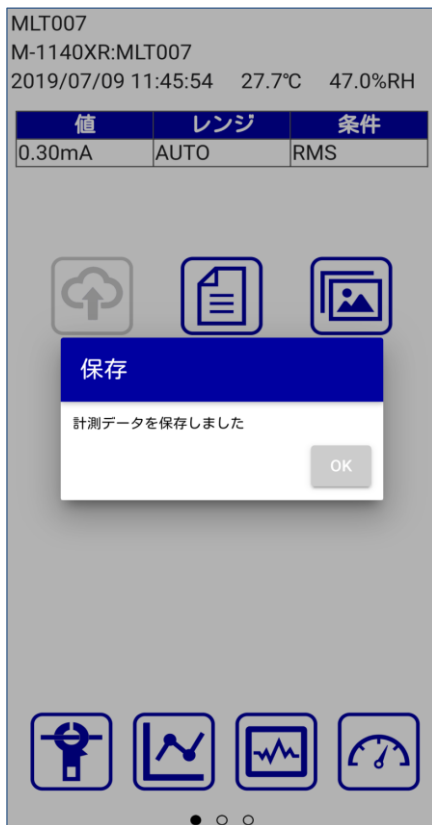 MLT007
M-1140XR:MLT007
2019/07/09 11:45:54 27.7℃ 47.0%RH
値 レンジ 条件
0.30mA AUTO RMS
保存
計測データを保存しました
OK